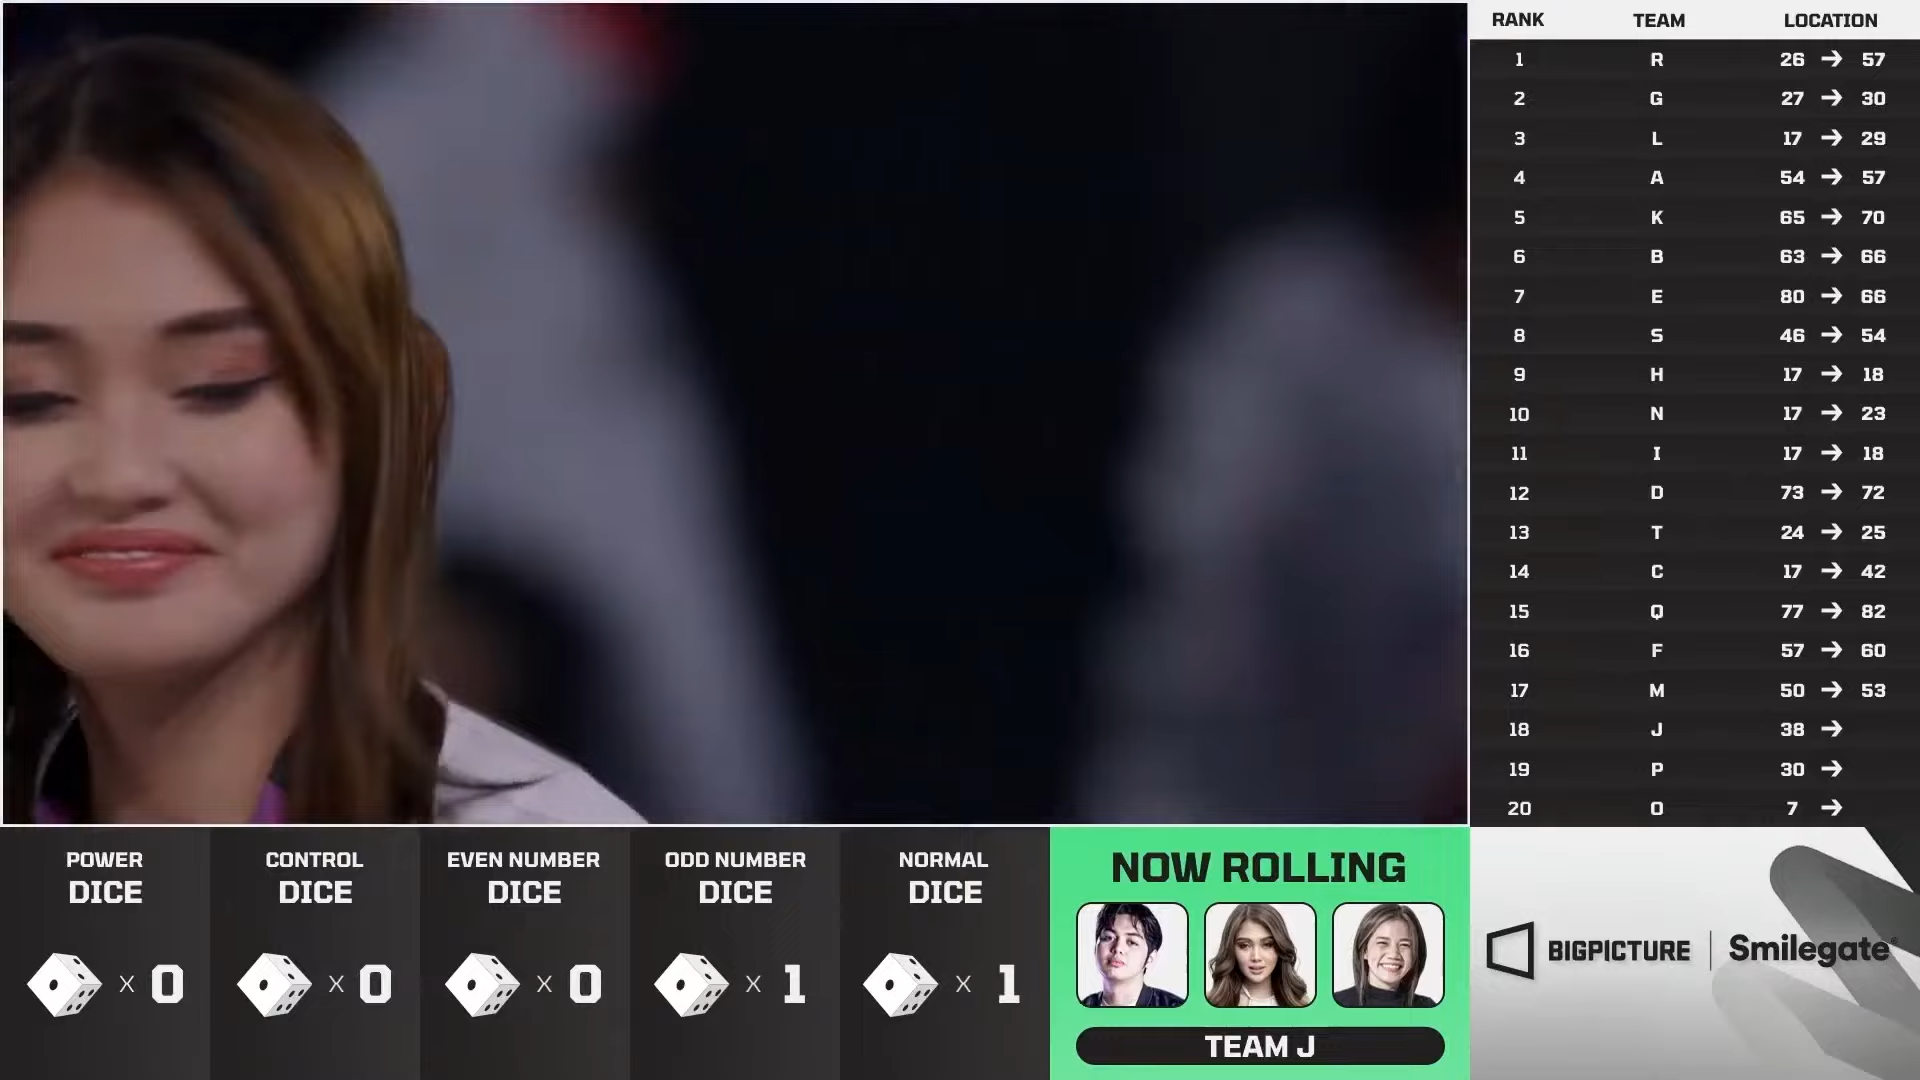 RANK TEAM LOCATION
1 R 26 → 57
2 G 27 → 30
3 L 17 → 29
4 A 54 → 57
5 K 65 → 70
6 B 63 → 66
7 E 80 → 66
8 S 46 → 54
9 H 17 → 18
10 N 17 → 23
11 I 17 → 18
12 D 73 → 72
13 T 24 → 25
14 C 17 → 42
15 Q 77 → 82
16 F 57 → 60
17 M 50 → 53
18 J 38 →
19 P 30 →
20 O 7 →
POWER
DICE
X 0
CONTROL
DICE
X 0
EVEN NUMBER
DICE
X 0
ODD NUMBER
DICE
X 1
NORMAL
DICE
X 1
NOW ROLLING
TEAM J
BIGPICTURE | Smilegate